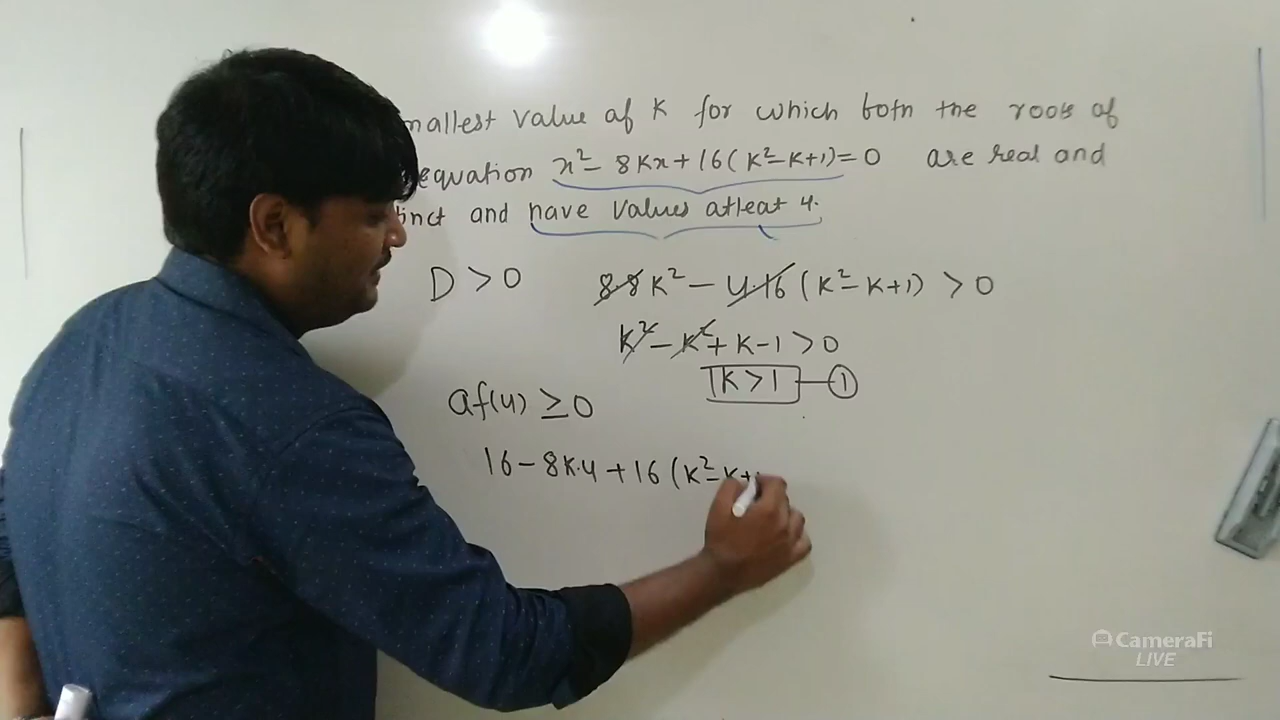 mallest value of K for which both the roots of
equation x² - 8Kx + 16(K²-K+1) = 0 are real and
tinct and have values atleat 4.
D > 0 8·8K² - 4·16(K²-K+1) > 0
K² - K² + K-1 > 0
K > 1 — ①
af(4) ≥ 0
16 - 8K·4 + 16(K²-K+
CameraFi
LIVE